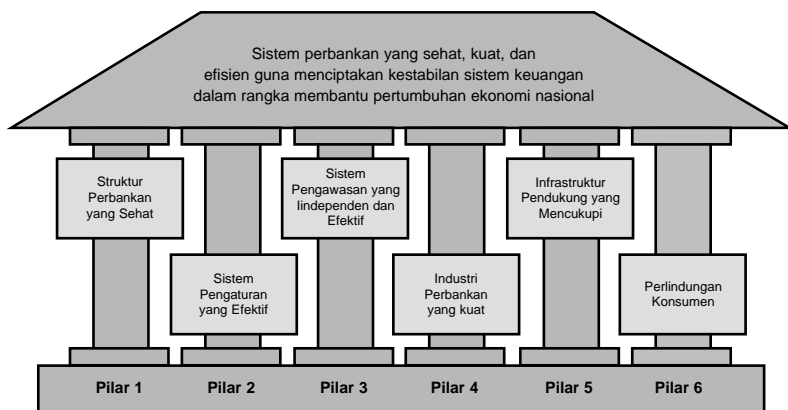 Sistem perbankan yang sehat, kuat, dan
efisien guna menciptakan kestabilan sistem keuangan
dalam rangka membantu pertumbuhan ekonomi nasional
Struktur
Perbankan
yang Sehat
Sistem
Pengaturan
yang Efektif
Sistem
Pengawasan yang
Iindependen dan
Efektif
Industri
Perbankan
yang kuat
Infrastruktur
Pendukung yang
Mencukupi
Perlindungan
Konsumen
Pilar 1
Pilar 2
Pilar 3
Pilar 4
Pilar 5
Pilar 6